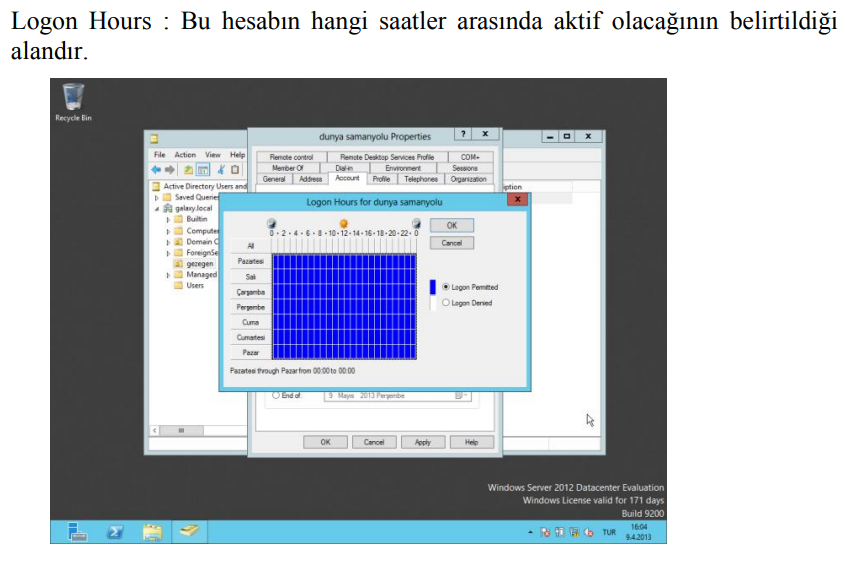 Logon Hours : Bu hesabın hangi saatler arasında aktif olacağının belirtildiği
alandır.
Recycle Bin
dunya samanyolu Properties
? x
File Action View Help
Remote control Remote Desktop Services Profile COM+
Member Of Dial-in Environment Sessions
General Address Account Profile Telephones Organization
Active Directory Users and
Saved Querie
galaxy.local
Builtin
Compute
Domain C
ForeignSe
gezegen
Managed
Users
ption
Logon Hours for dunya samanyolu
0 · 2 · 4 · 6 · 8 · 10 · 12 · 14 · 16 · 18 · 20 · 22 · 0
All
Pazartesi
Salı
Çarşamba
Perşembe
Cuma
Cumartesi
Pazar
OK
Cancel
Logon Permitted
Logon Denied
Pazartesi through Pazar from 00:00 to 00:00
End of: 9 Mayıs 2013 Perşembe
OK Cancel Apply Help
Windows Server 2012 Datacenter Evaluation
Windows License valid for 171 days
Build 9200
TUR
16:04
9.4.2013